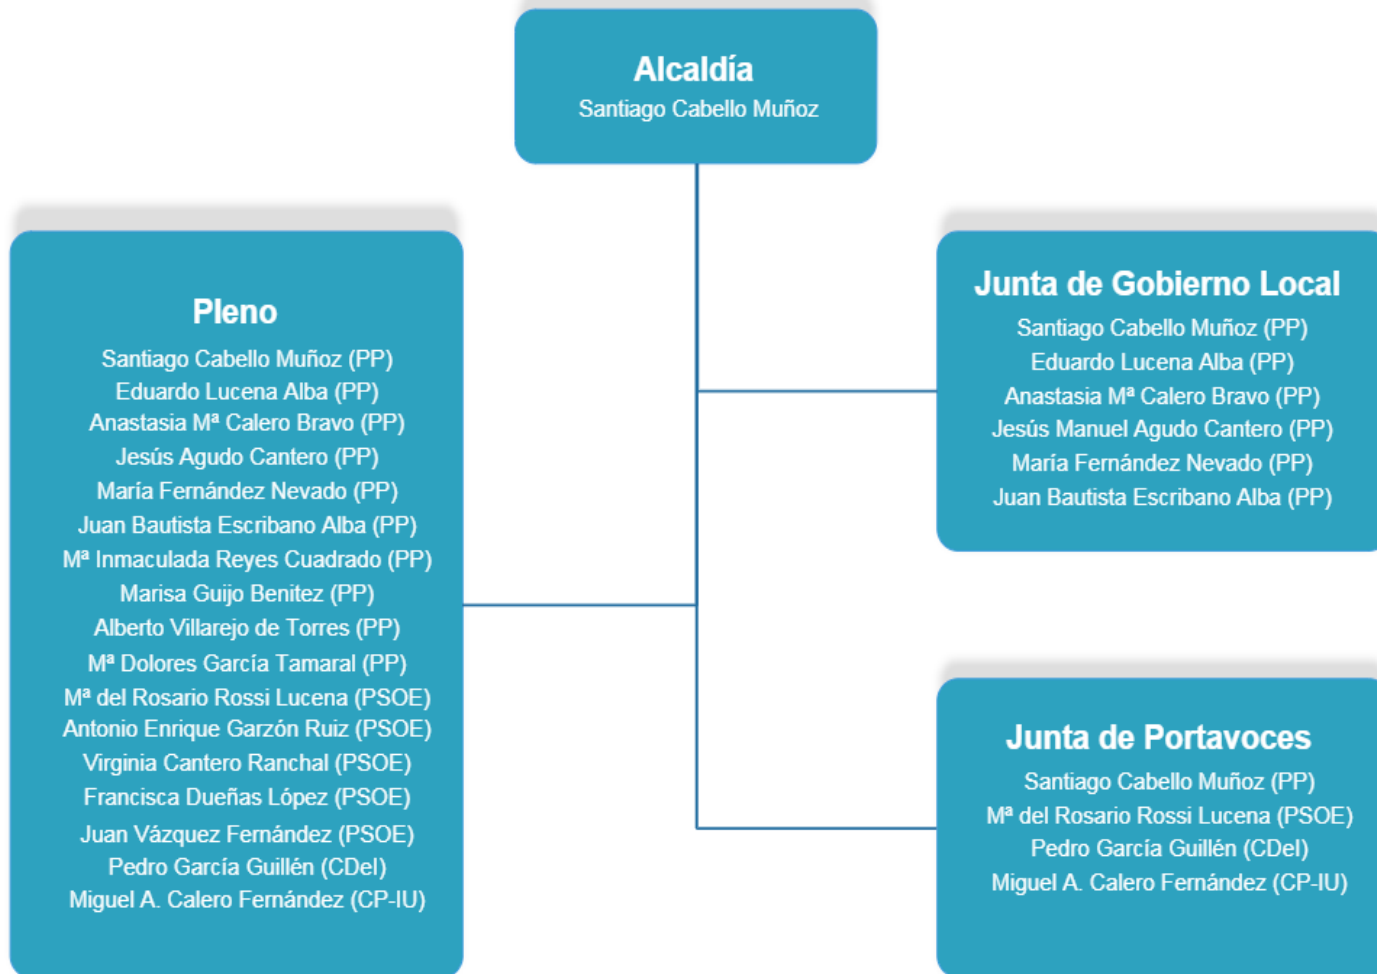 Alcaldía
Santiago Cabello Muñoz
Pleno
Santiago Cabello Muñoz (PP)
Eduardo Lucena Alba (PP)
Anastasia Mª Calero Bravo (PP)
Jesús Agudo Cantero (PP)
María Fernández Nevado (PP)
Juan Bautista Escribano Alba (PP)
Mª Inmaculada Reyes Cuadrado (PP)
Marisa Guijo Benitez (PP)
Alberto Villarejo de Torres (PP)
Mª Dolores García Tamaral (PP)
Mª del Rosario Rossi Lucena (PSOE)
Antonio Enrique Garzón Ruiz (PSOE)
Virginia Cantero Ranchal (PSOE)
Francisca Dueñas López (PSOE)
Juan Vázquez Fernández (PSOE)
Pedro García Guillén (CDeI)
Miguel A. Calero Fernández (CP-IU)
Junta de Gobierno Local
Santiago Cabello Muñoz (PP)
Eduardo Lucena Alba (PP)
Anastasia Mª Calero Bravo (PP)
Jesús Manuel Agudo Cantero (PP)
María Fernández Nevado (PP)
Juan Bautista Escribano Alba (PP)
Junta de Portavoces
Santiago Cabello Muñoz (PP)
Mª del Rosario Rossi Lucena (PSOE)
Pedro García Guillén (CDeI)
Miguel A. Calero Fernández (CP-IU)